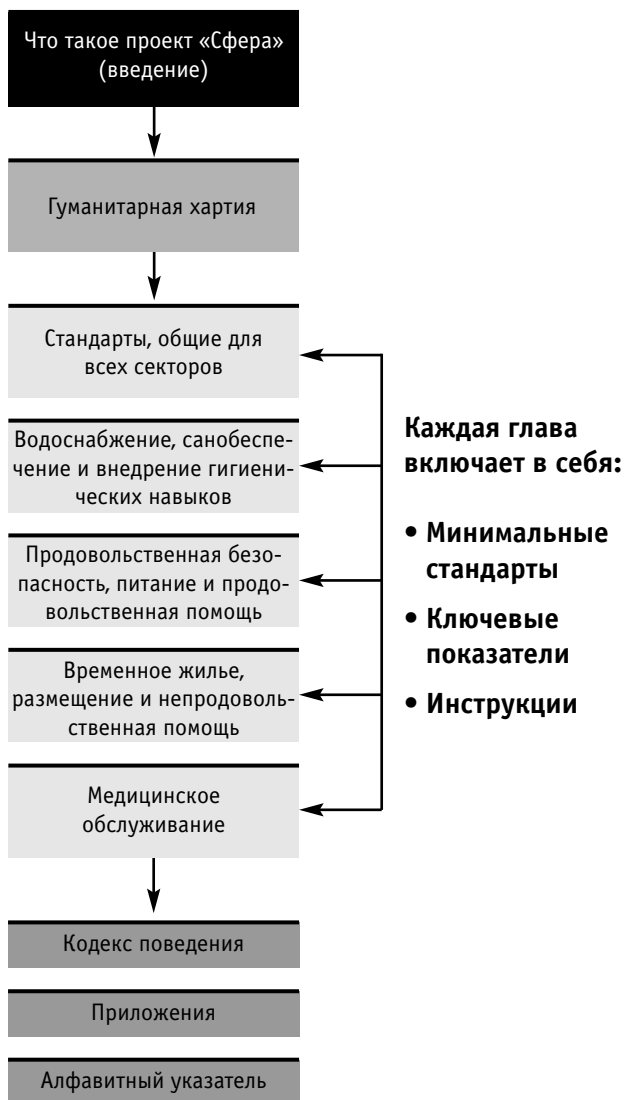 Что такое проект «Сфера»
(введение)
Гуманитарная хартия
Стандарты, общие для
всех секторов
Водоснабжение, санобеспе-
чение и внедрение гигиени-
ческих навыков
Продовольственная безо-
пасность, питание и продо-
вольственная помощь
Временное жилье,
размещение и непродоволь-
ственная помощь
Медицинское
обслуживание
Кодекс поведения
Приложения
Алфавитный указатель
Каждая глава
включает в себя:
• Минимальные
стандарты
• Ключевые
показатели
• Инструкции